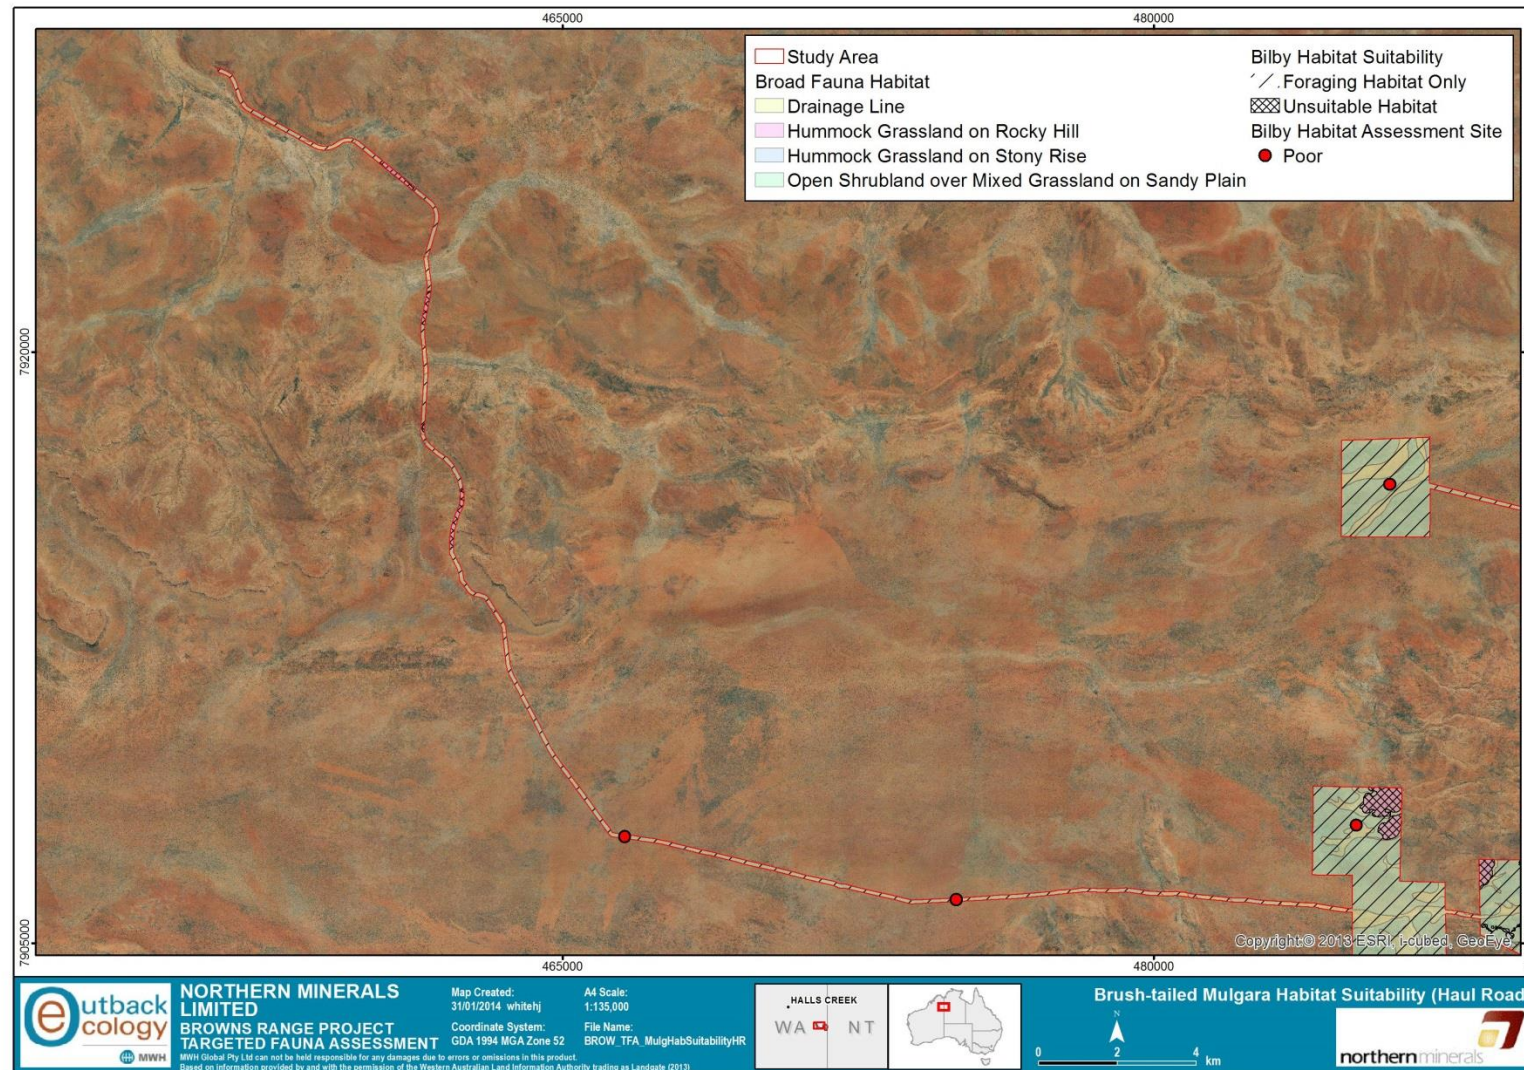 465000
480000
Study Area
Broad Fauna Habitat
Drainage Line
Hummock Grassland on Rocky Hill
Hummock Grassland on Stony Rise
Open Shrubland over Mixed Grassland on Sandy Plain
Bilby Habitat Suitability
Foraging Habitat Only
Unsuitable Habitat
Bilby Habitat Assessment Site
Poor
7920000
7905000
Copyright:© 2013 ESRI, i-cubed, GeoEye
465000
480000
Outback
ecology
MWH
NORTHERN MINERALS
LIMITED
BROWNS RANGE PROJECT
TARGETED FAUNA ASSESSMENT
Map Created:
31/01/2014 whitehj
A4 Scale:
1:135,000
Coordinate System:
GDA 1994 MGA Zone 52
File Name:
BROW_TFA_MulgHabSuitabilityHR
MWH Global Pty Ltd can not be held responsible for any damages due to errors or omissions in this product.
Based on information provided by and with the permission of the Western Australian Land Information Authority trading as Landgate (2013)
HALLS CREEK
WA NT
Brush-tailed Mulgara Habitat Suitability (Haul Road
N
0 2 4
km
northernminerals